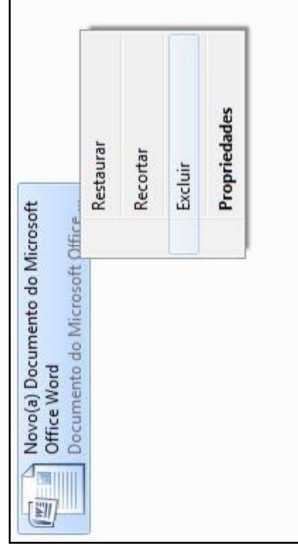 Novo(a) Documento do Microsoft
Office Word
Documento do Microsoft Office ...
Restaurar
Recortar
Excluir
Propriedades